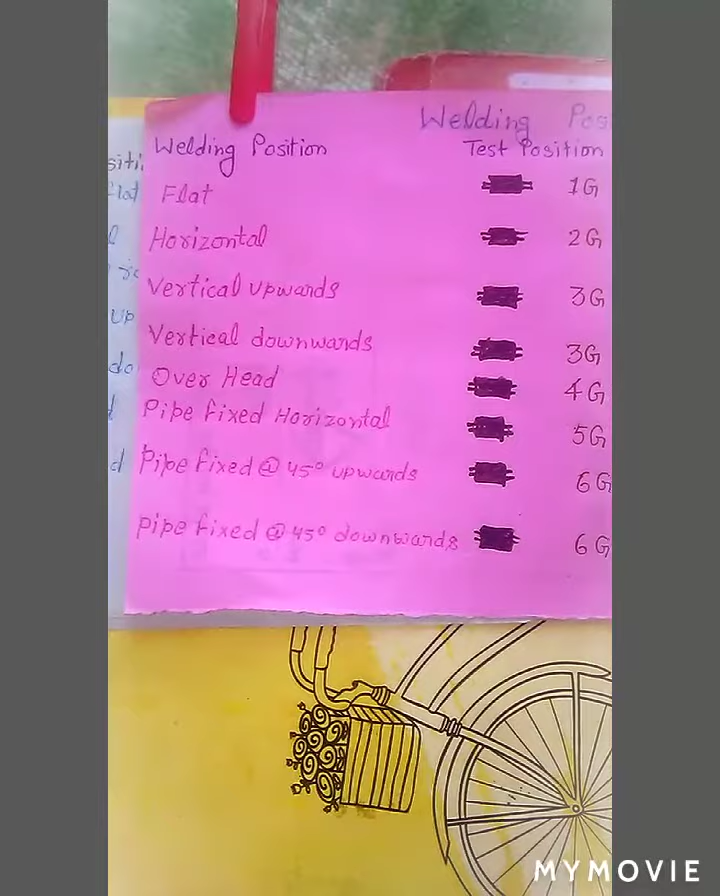 Welding Pos
Welding Position Test Position
Flat 1G
Horizontal 2G
Vertical upwards 3G
Vertical downwards 3G
Over Head 4G
Pipe fixed Horizontal 5G
Pipe fixed @ 45° upwards 6G
Pipe fixed @ 45° downwards 6G
MYMOVIE